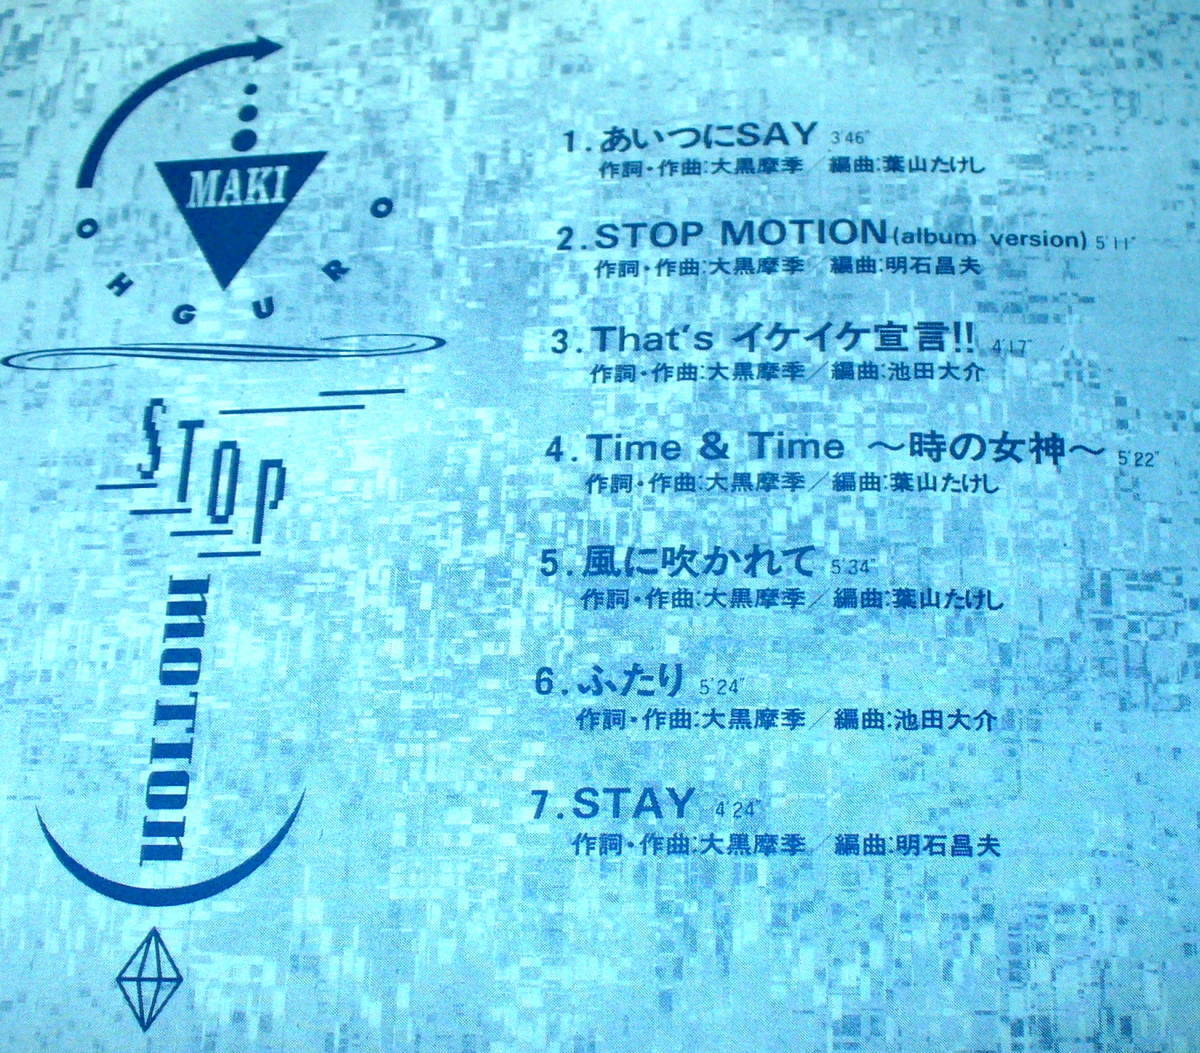 MAKI
OHGURO
STOP
MOTION
1. あいつにSAY 3'46"
作詞・作曲:大黒摩季／編曲:葉山たけし
2. STOP MOTION(album version) 5'11"
作詞・作曲:大黒摩季／編曲:明石昌夫
3. That's イケイケ宣言!! 4'17"
作詞・作曲:大黒摩季／編曲:池田大介
4. Time & Time 〜時の女神〜 5'22"
作詞・作曲:大黒摩季／編曲:葉山たけし
5. 風に吹かれて 5'34"
作詞・作曲:大黒摩季／編曲:葉山たけし
6. ふたり 5'24"
作詞・作曲:大黒摩季／編曲:池田大介
7. STAY 4'24"
作詞・作曲:大黒摩季／編曲:明石昌夫